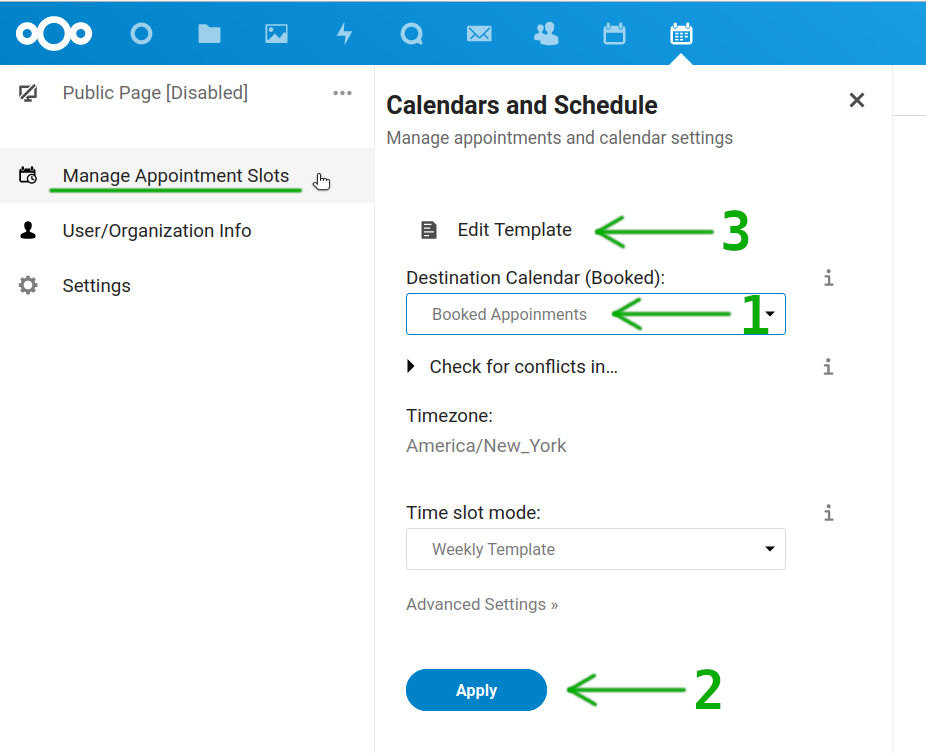 Public Page [Disabled]
Manage Appointment Slots
User/Organization Info
Settings
Calendars and Schedule
Manage appointments and calendar settings
Edit Template 3
Destination Calendar (Booked):
Booked Appoinments 1
Check for conflicts in...
Timezone:
America/New_York
Time slot mode:
Weekly Template
Advanced Settings »
Apply 2